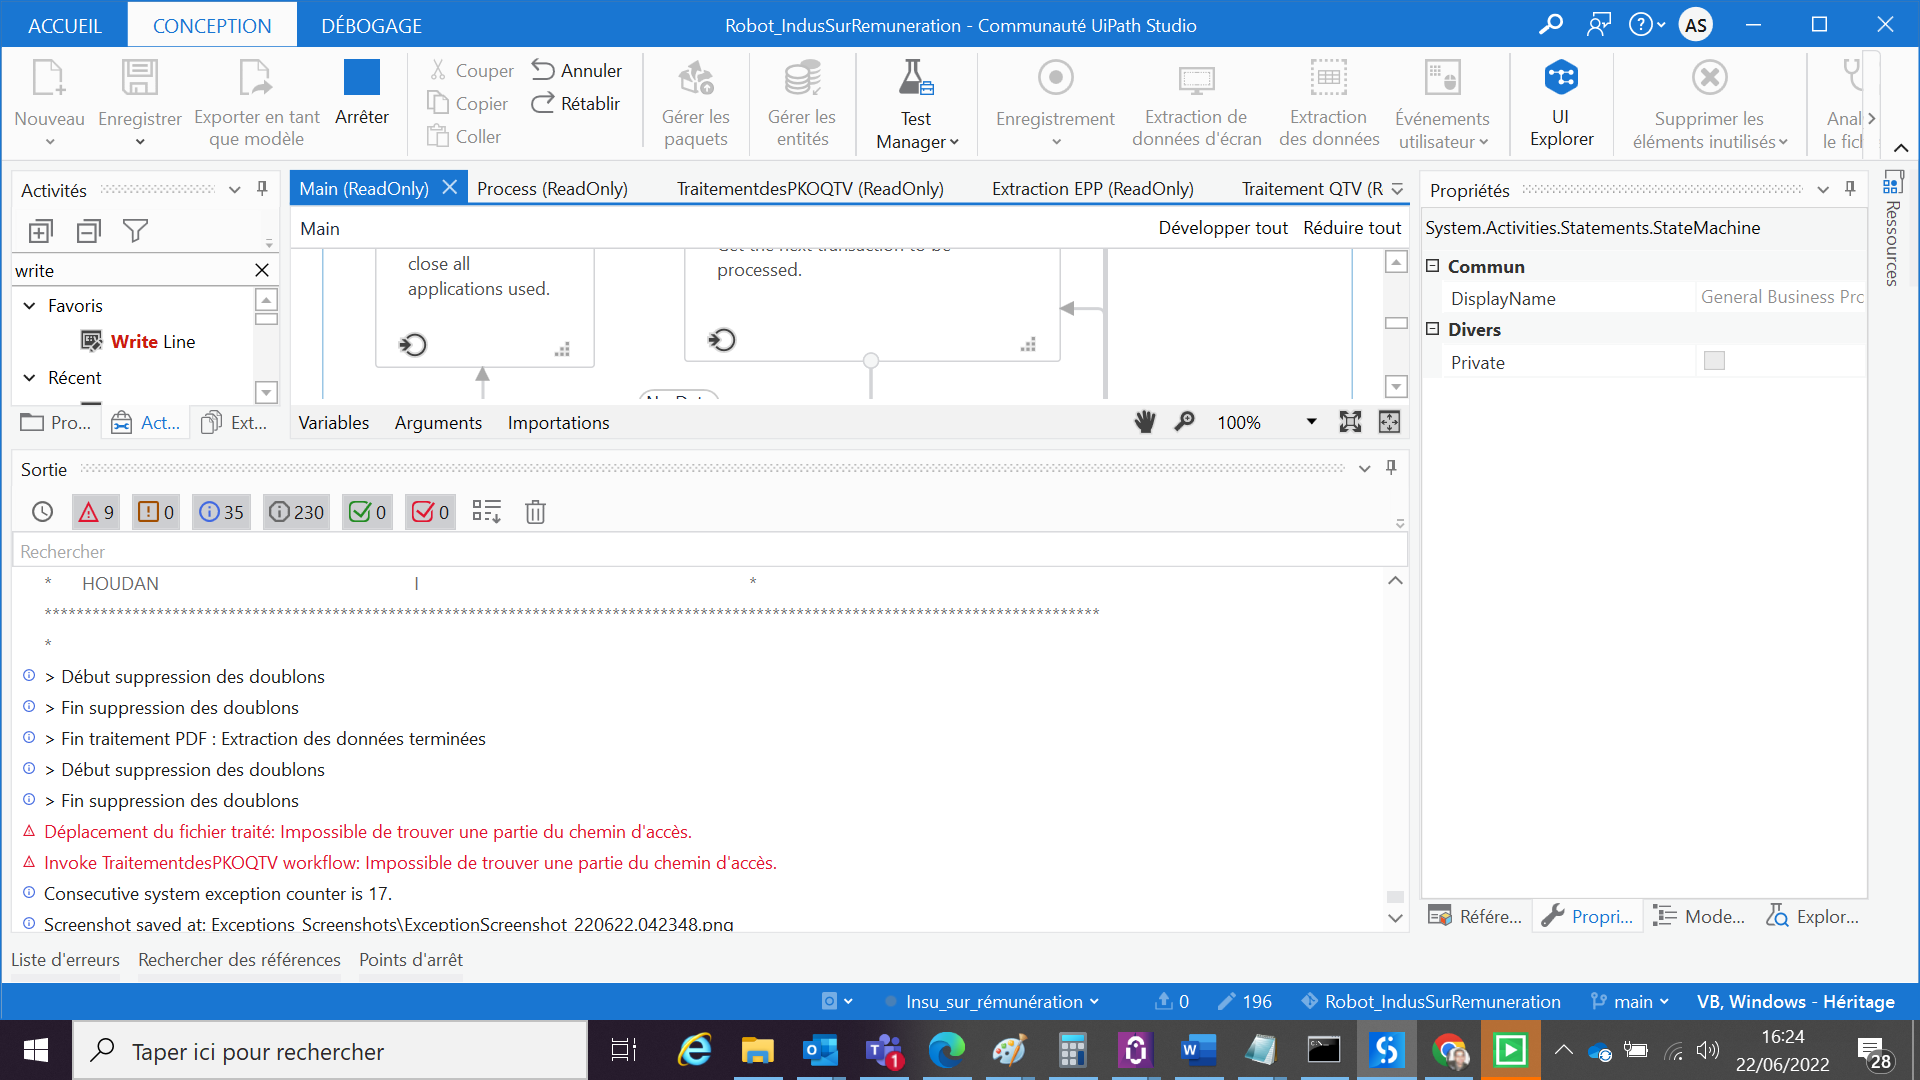 ACCUEIL
CONCEPTION
DÉBOGAGE
Robot_IndusSurRemuneration - Communauté UiPath Studio
AS
Nouveau
Enregistrer
Exporter en tant
que modèle
Arrêter
Couper
Copier
Coller
Annuler
Rétablir
Gérer les
paquets
Gérer les
entités
Test
Manager
Enregistrement
Extraction de
données d'écran
Extraction
des données
Événements
utilisateur
UI
Explorer
Supprimer les
éléments inutilisés
Anal
le fich
Activités
write
Favoris
Write Line
Récent
Pro...
Act...
Ext...
Main (ReadOnly)
Process (ReadOnly)
TraitementdesPKOQTV (ReadOnly)
Extraction EPP (ReadOnly)
Traitement QTV (R
Main
Développer tout
Réduire tout
close all
applications used.
Get the next transaction to be
processed.
No Data
Variables
Arguments
Importations
100%
Propriétés
System.Activities.Statements.StateMachine
Commun
DisplayName
General Business Prc
Divers
Private
Ressources
Sortie
9
0
35
230
0
0
Rechercher
* HOUDAN I *
************************************************************************************************************************************
*
> Début suppression des doublons
> Fin suppression des doublons
> Fin traitement PDF : Extraction des données terminées
> Début suppression des doublons
> Fin suppression des doublons
Déplacement du fichier traité: Impossible de trouver une partie du chemin d'accès.
Invoke TraitementdesPKOQTV workflow: Impossible de trouver une partie du chemin d'accès.
Consecutive system exception counter is 17.
Screenshot saved at: Exceptions_Screenshots\ExceptionScreenshot_220622.042348.png
Référe...
Propri...
Mode...
Explor...
Liste d'erreurs
Rechercher des références
Points d'arrêt
Insu_sur_rémunération
0
196
Robot_IndusSurRemuneration
main
VB, Windows - Héritage
Taper ici pour rechercher
1
16:24
22/06/2022
28